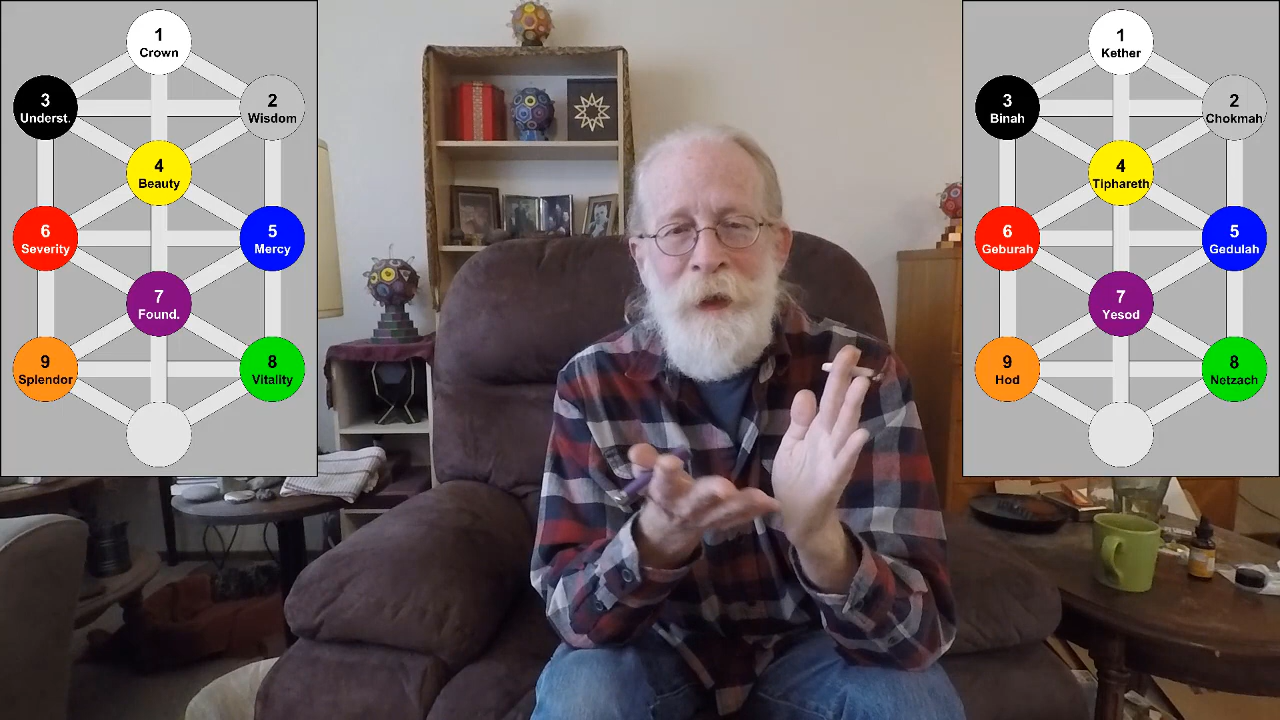 1
Crown
3
Underst.
2
Wisdom
4
Beauty
6
Severity
5
Mercy
7
Found.
9
Splendor
8
Vitality
1
Kether
3
Binah
2
Chokmah
4
Tiphareth
6
Geburah
5
Gedulah
7
Yesod
9
Hod
8
Netzach